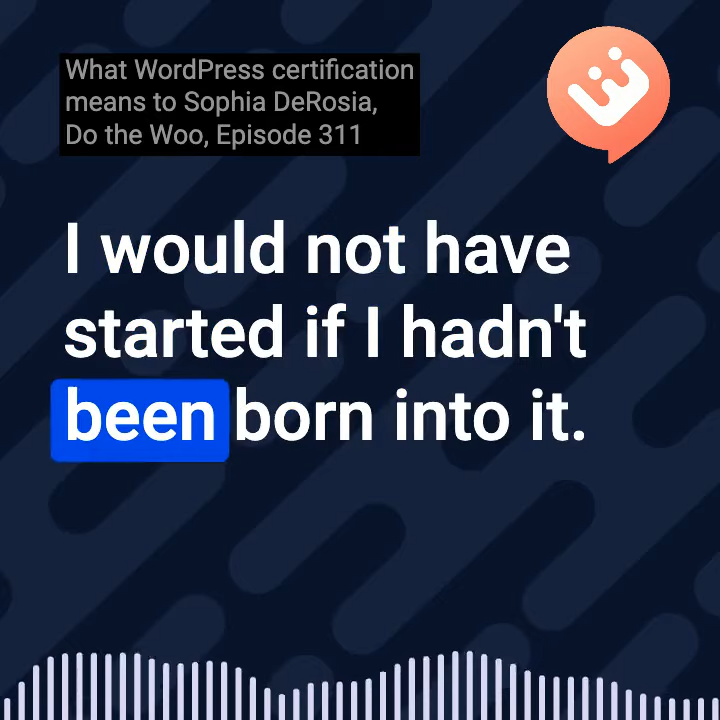 What WordPress certification
means to Sophia DeRosia,
Do the Woo, Episode 311
I would not have
started if I hadn't
been born into it.